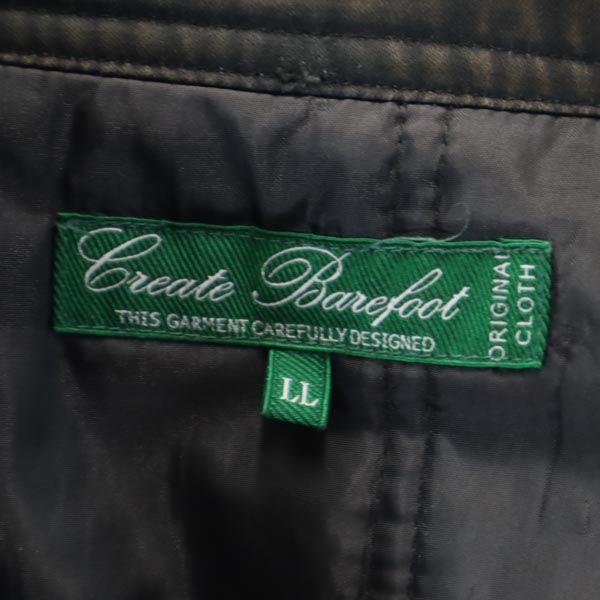 Create Barefoot
THIS GARMENT CAREFULLY DESIGNED
ORIGINAL
CLOTH
LL